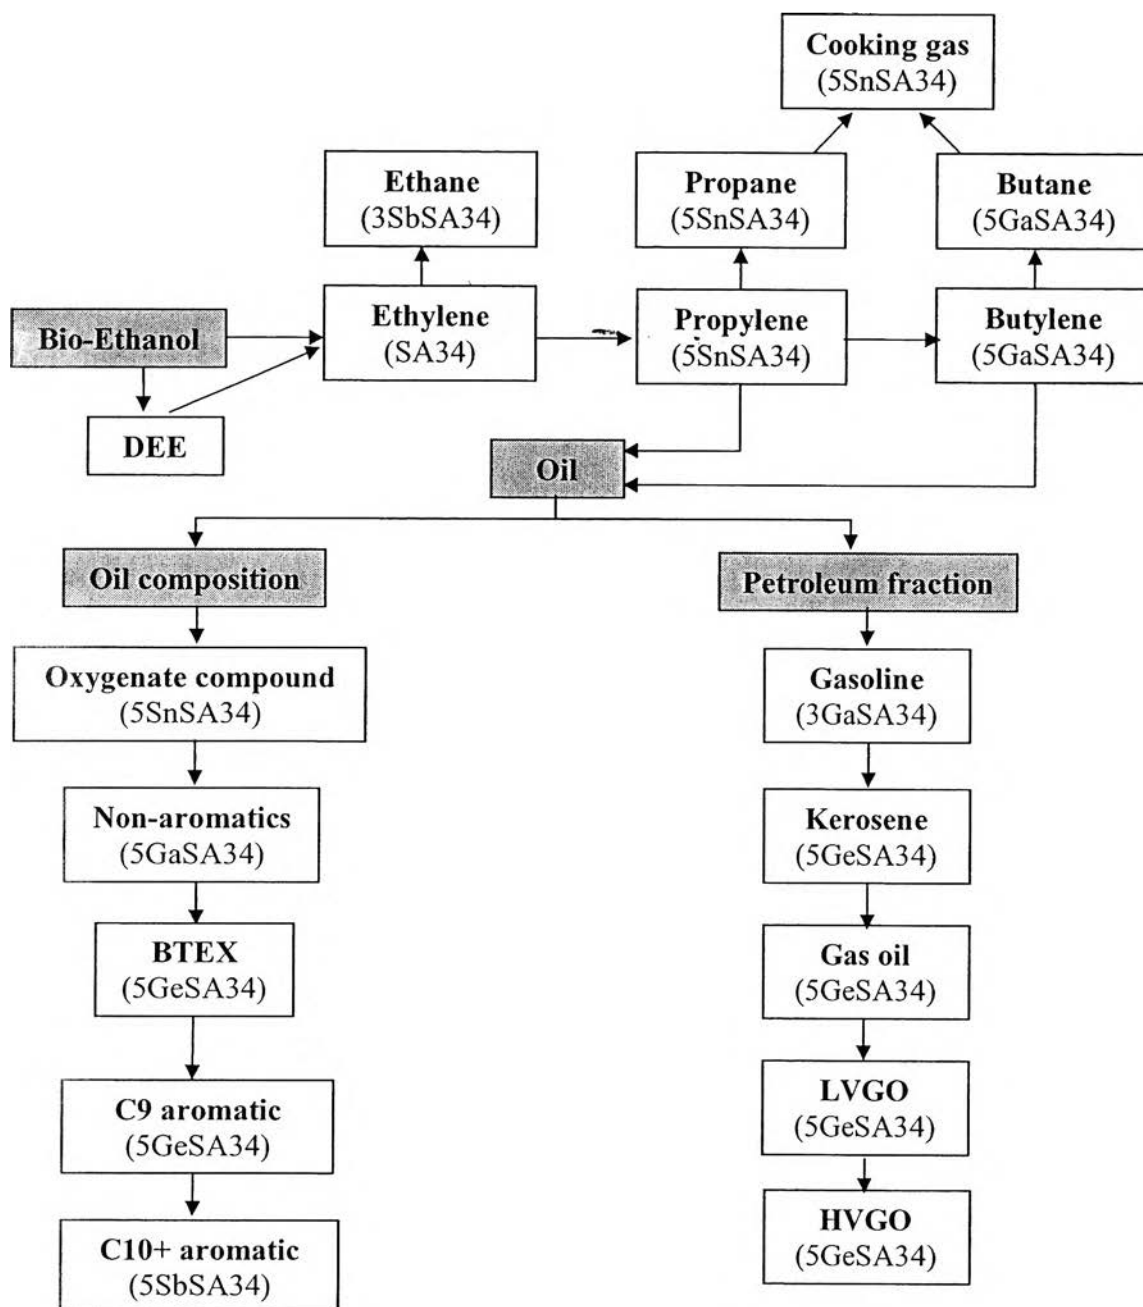 Cooking gas
(5SnSA34)
Ethane
(3SbSA34)
Propane
(5SnSA34)
Butane
(5GaSA34)
Bio-Ethanol
Ethylene
(SA34)
Propylene
(5SnSA34)
Butylene
(5GaSA34)
DEE
Oil
Oil composition
Petroleum fraction
Oxygenate compound
(5SnSA34)
Gasoline
(3GaSA34)
Non-aromatics
(5GaSA34)
Kerosene
(5GeSA34)
BTEX
(5GeSA34)
Gas oil
(5GeSA34)
C9 aromatic
(5GeSA34)
LVGO
(5GeSA34)
C10+ aromatic
(5SbSA34)
HVGO
(5GeSA34)